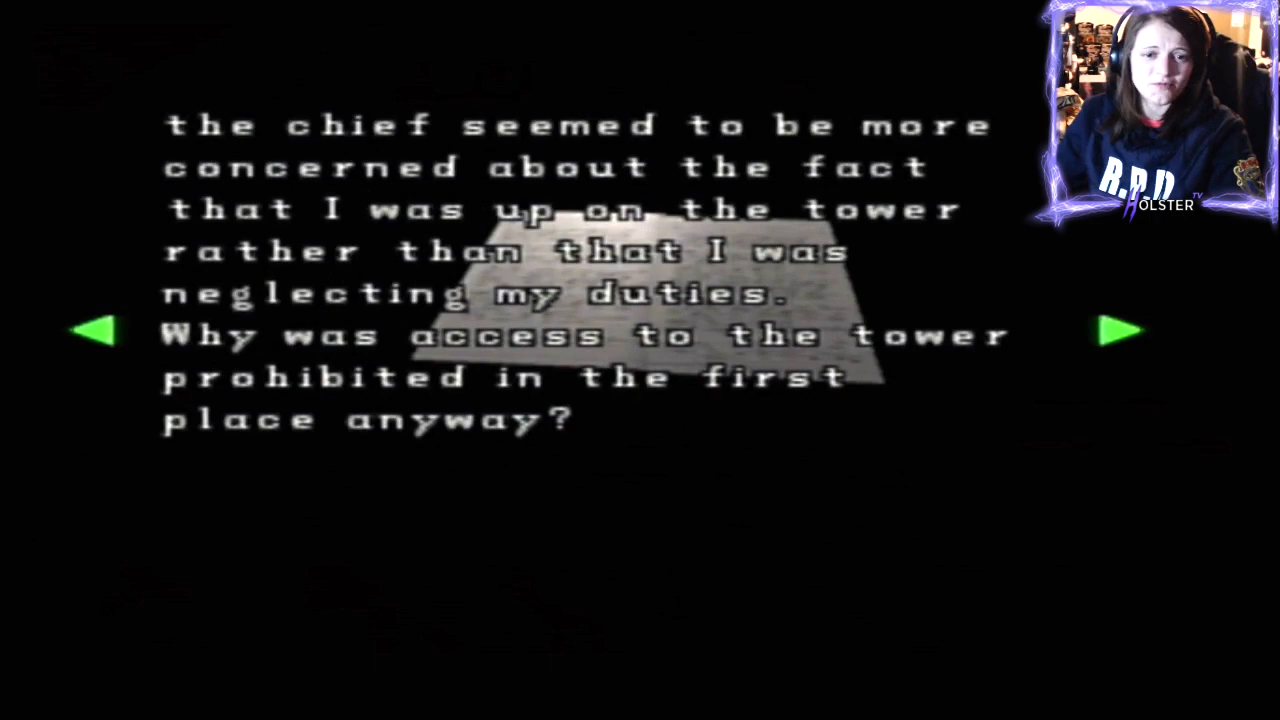 the chief seemed to be more
concerned about the fact
that I was up on the tower
rather than that I was
neglecting my duties.
Why was access to the tower
prohibited in the first
place anyway?
R.P.D
HOLSTER TV